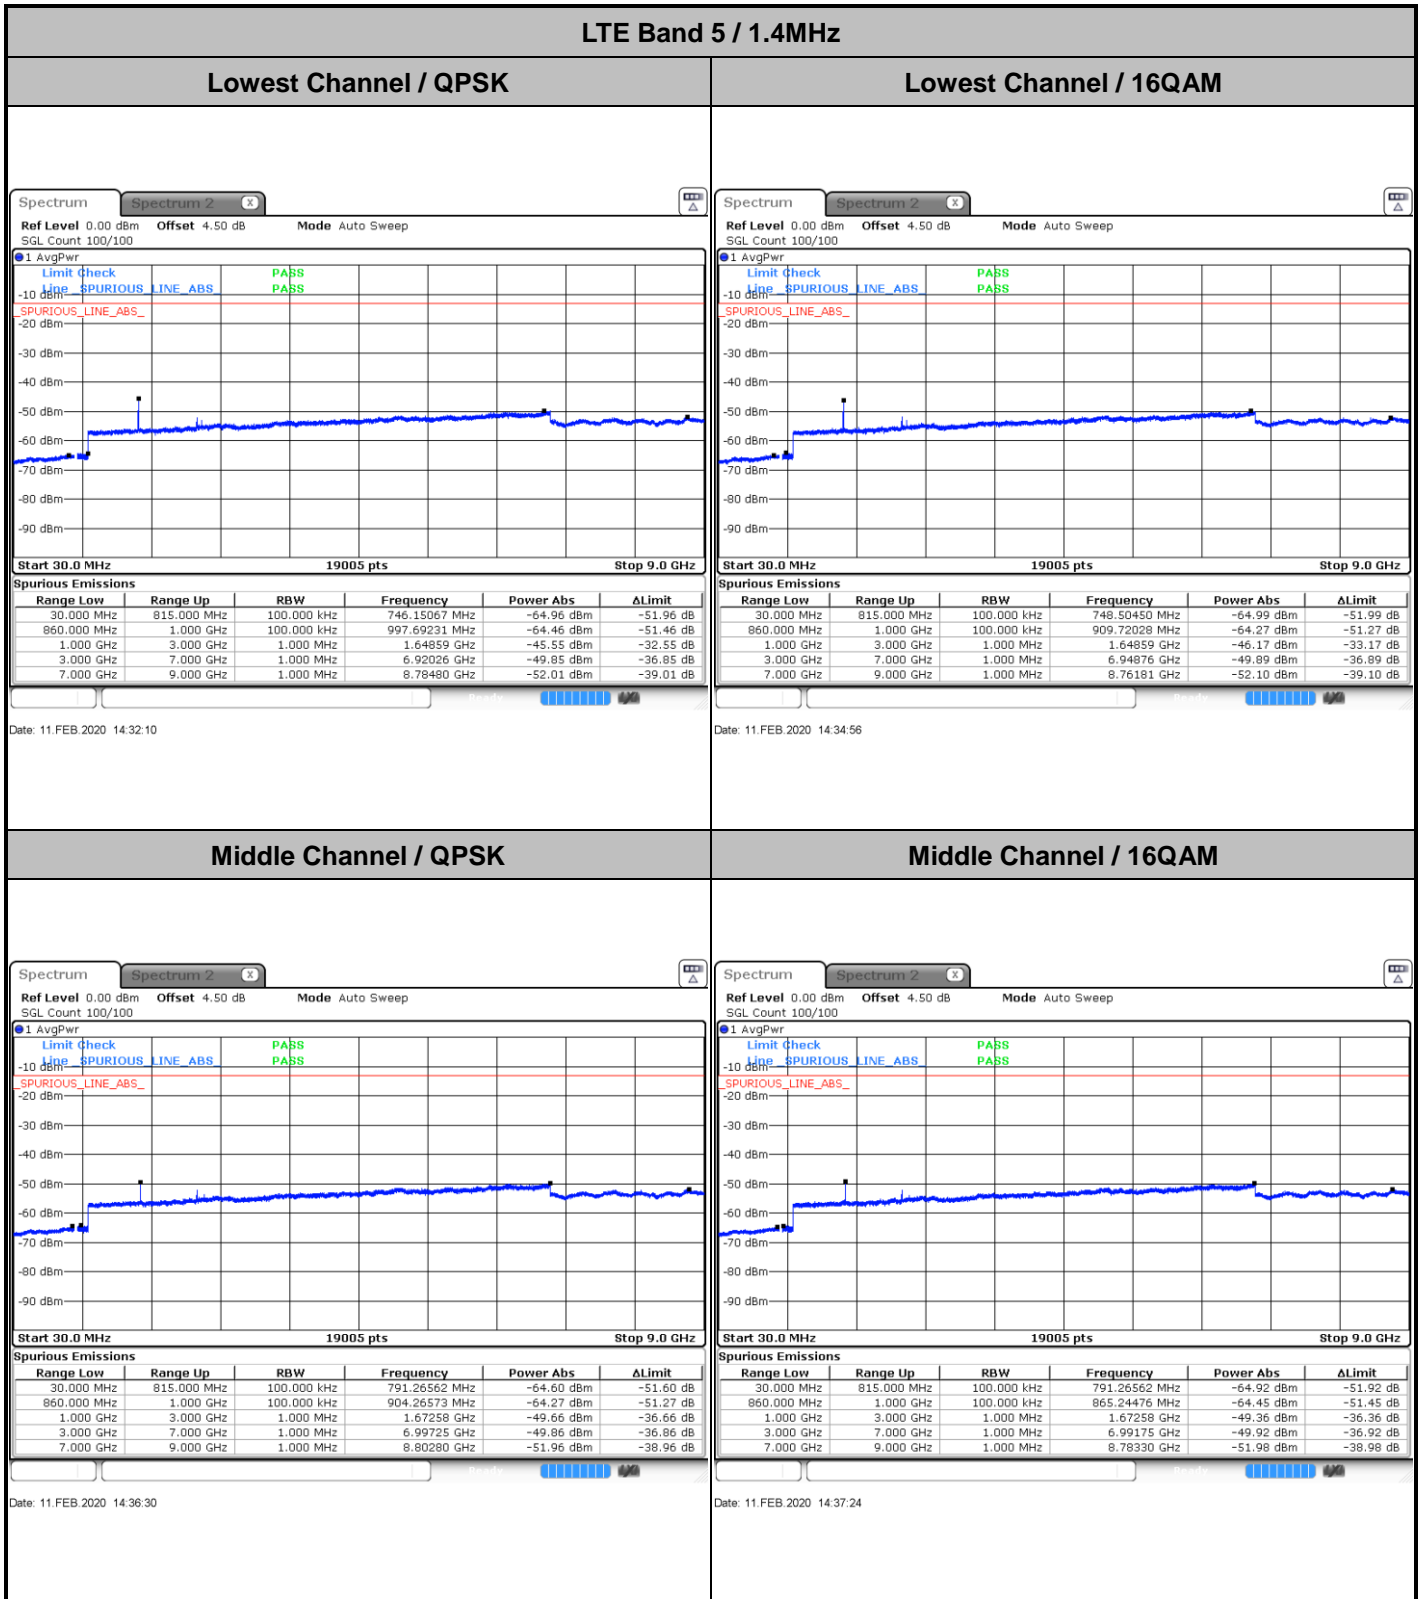 LTE Band 5 / 1.4MHz
Lowest Channel / QPSK
Lowest Channel / 16QAM
Spectrum
Spectrum 2 X
Ref Level 0.00 dBm Offset 4.50 dB Mode Auto Sweep
SGL Count 100/100
1 AvgPwr
Limit Check PASS
Line _SPURIOUS_LINE_ABS_ PASS
-10 dBm
_SPURIOUS_LINE_ABS_
-20 dBm
-30 dBm
-40 dBm
-50 dBm
-60 dBm
-70 dBm
-80 dBm
-90 dBm
Start 30.0 MHz 19005 pts Stop 9.0 GHz
Spurious Emissions
Range Low Range Up RBW Frequency Power Abs ΔLimit
30.000 MHz 815.000 MHz 100.000 kHz 746.15067 MHz -64.96 dBm -51.96 dB
860.000 MHz 1.000 GHz 100.000 kHz 997.69231 MHz -64.46 dBm -51.46 dB
1.000 GHz 3.000 GHz 1.000 MHz 1.64859 GHz -45.55 dBm -32.55 dB
3.000 GHz 7.000 GHz 1.000 MHz 6.92026 GHz -49.85 dBm -36.85 dB
7.000 GHz 9.000 GHz 1.000 MHz 8.78480 GHz -52.01 dBm -39.01 dB
Ready
Date: 11.FEB.2020 14:32:10
Spectrum
Spectrum 2 X
Ref Level 0.00 dBm Offset 4.50 dB Mode Auto Sweep
SGL Count 100/100
1 AvgPwr
Limit Check PASS
Line _SPURIOUS_LINE_ABS_ PASS
-10 dBm
_SPURIOUS_LINE_ABS_
-20 dBm
-30 dBm
-40 dBm
-50 dBm
-60 dBm
-70 dBm
-80 dBm
-90 dBm
Start 30.0 MHz 19005 pts Stop 9.0 GHz
Spurious Emissions
Range Low Range Up RBW Frequency Power Abs ΔLimit
30.000 MHz 815.000 MHz 100.000 kHz 748.50450 MHz -64.99 dBm -51.99 dB
860.000 MHz 1.000 GHz 100.000 kHz 909.72028 MHz -64.27 dBm -51.27 dB
1.000 GHz 3.000 GHz 1.000 MHz 1.64859 GHz -46.17 dBm -33.17 dB
3.000 GHz 7.000 GHz 1.000 MHz 6.94876 GHz -49.89 dBm -36.89 dB
7.000 GHz 9.000 GHz 1.000 MHz 8.76181 GHz -52.10 dBm -39.10 dB
Ready
Date: 11.FEB.2020 14:34:56
Middle Channel / QPSK
Middle Channel / 16QAM
Spectrum
Spectrum 2 X
Ref Level 0.00 dBm Offset 4.50 dB Mode Auto Sweep
SGL Count 100/100
1 AvgPwr
Limit Check PASS
Line _SPURIOUS_LINE_ABS_ PASS
-10 dBm
_SPURIOUS_LINE_ABS_
-20 dBm
-30 dBm
-40 dBm
-50 dBm
-60 dBm
-70 dBm
-80 dBm
-90 dBm
Start 30.0 MHz 19005 pts Stop 9.0 GHz
Spurious Emissions
Range Low Range Up RBW Frequency Power Abs ΔLimit
30.000 MHz 815.000 MHz 100.000 kHz 791.26562 MHz -64.60 dBm -51.60 dB
860.000 MHz 1.000 GHz 100.000 kHz 904.26573 MHz -64.27 dBm -51.27 dB
1.000 GHz 3.000 GHz 1.000 MHz 1.67258 GHz -49.66 dBm -36.66 dB
3.000 GHz 7.000 GHz 1.000 MHz 6.99725 GHz -49.86 dBm -36.86 dB
7.000 GHz 9.000 GHz 1.000 MHz 8.80280 GHz -51.96 dBm -38.96 dB
Ready
Date: 11.FEB.2020 14:36:30
Spectrum
Spectrum 2 X
Ref Level 0.00 dBm Offset 4.50 dB Mode Auto Sweep
SGL Count 100/100
1 AvgPwr
Limit Check PASS
Line _SPURIOUS_LINE_ABS_ PASS
-10 dBm
_SPURIOUS_LINE_ABS_
-20 dBm
-30 dBm
-40 dBm
-50 dBm
-60 dBm
-70 dBm
-80 dBm
-90 dBm
Start 30.0 MHz 19005 pts Stop 9.0 GHz
Spurious Emissions
Range Low Range Up RBW Frequency Power Abs ΔLimit
30.000 MHz 815.000 MHz 100.000 kHz 791.26562 MHz -64.92 dBm -51.92 dB
860.000 MHz 1.000 GHz 100.000 kHz 865.24476 MHz -64.45 dBm -51.45 dB
1.000 GHz 3.000 GHz 1.000 MHz 1.67258 GHz -49.36 dBm -36.36 dB
3.000 GHz 7.000 GHz 1.000 MHz 6.99175 GHz -49.92 dBm -36.92 dB
7.000 GHz 9.000 GHz 1.000 MHz 8.78330 GHz -51.98 dBm -38.98 dB
Ready
Date: 11.FEB.2020 14:37:24